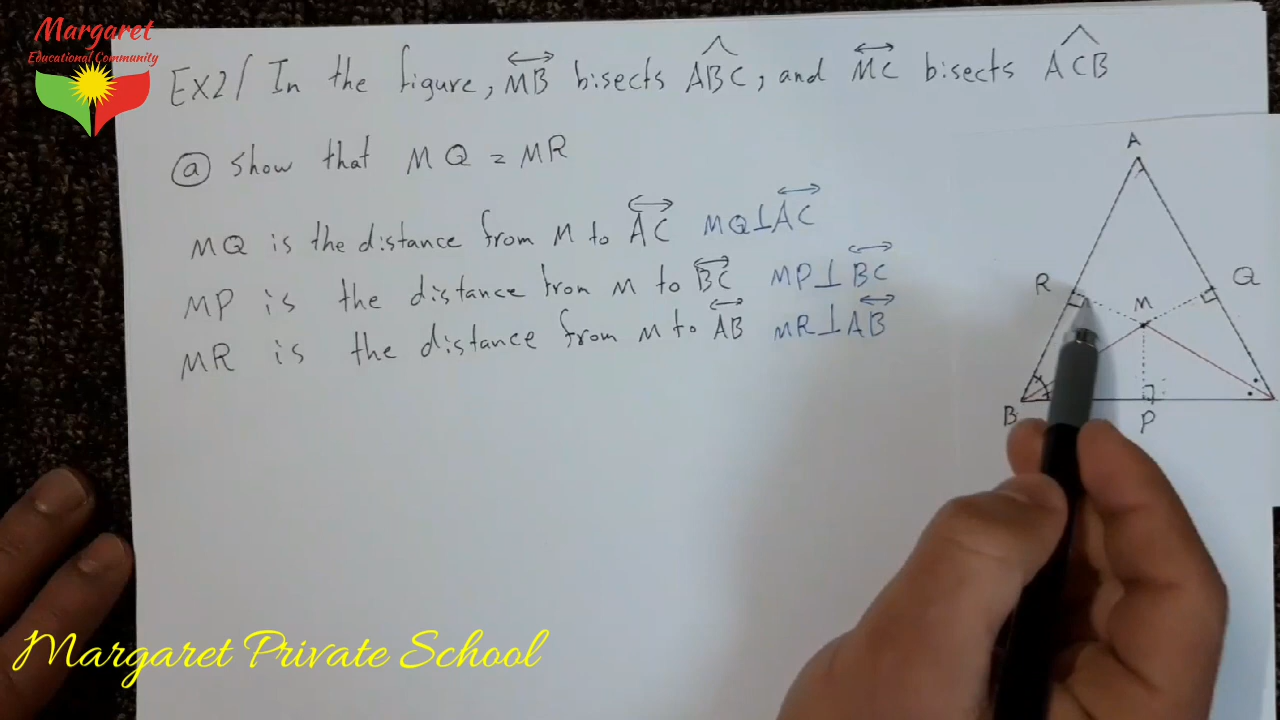 Margaret
Educational Community
EX2/ In the figure, MB bisects ABC, and MC bisects ACB
ⓐ Show that MQ = MR
MQ is the distance from M to AC MQ⊥AC
MP is the distance from M to BC MP⊥BC
MR is the distance from M to AB MR⊥AB
A
R
Q
M
B
P
Margaret Private School